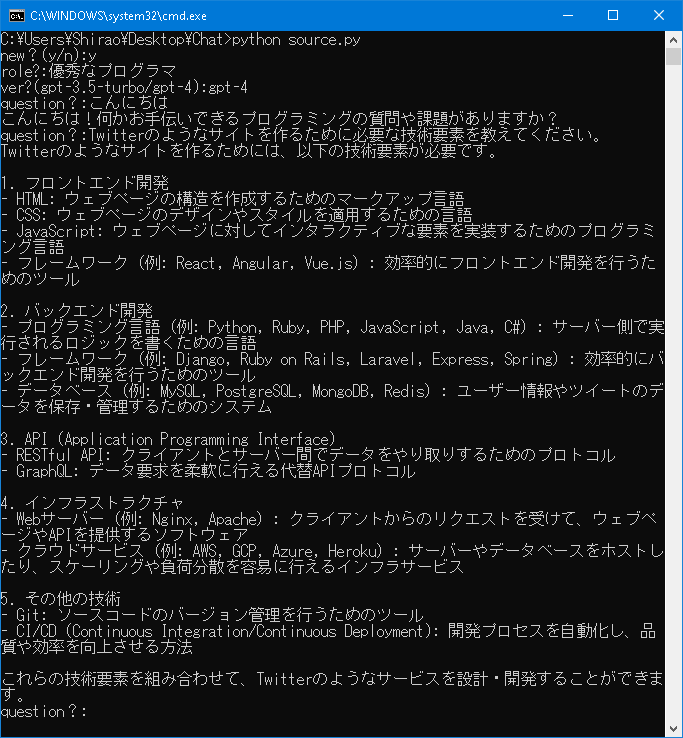 C:\WINDOWS\system32\cmd.exe
C:¥Users¥Shirao¥Desktop¥Chat>python source.py
new？(y/n):y
role?:優秀なプログラマ
ver?(gpt-3.5-turbo/gpt-4):gpt-4
question？:こんにちは
こんにちは！何かお手伝いできるプログラミングの質問や課題がありますか？
question？:Twitterのようなサイトを作るために必要な技術要素を教えてください。
Twitterのようなサイトを作るためには、以下の技術要素が必要です。
1. フロントエンド開発
- HTML: ウェブページの構造を作成するためのマークアップ言語
- CSS: ウェブページのデザインやスタイルを適用するための言語
- JavaScript: ウェブページに対してインタラクティブな要素を実装するためのプログラミ
ング言語
- フレームワーク (例: React, Angular, Vue.js) : 効率的にフロントエンド開発を行うた
めのツール
2. バックエンド開発
- プログラミング言語 (例: Python, Ruby, PHP, JavaScript, Java, C#) : サーバー側で実
行されるロジックを書くための言語
- フレームワーク (例: Django, Ruby on Rails, Laravel, Express, Spring) : 効率的にバ
ックエンド開発を行うためのツール
- データベース (例: MySQL, PostgreSQL, MongoDB, Redis) : ユーザー情報やツイートのデ
ータを保存・管理するためのシステム
3. API (Application Programming Interface)
- RESTful API: クライアントとサーバー間でデータをやり取りするためのプロトコル
- GraphQL: データ要求を柔軟に行える代替APIプロトコル
4. インフラストラクチャ
- Webサーバー (例: Nginx, Apache) : クライアントからのリクエストを受けて、ウェブペ
ージやAPIを提供するソフトウェア
- クラウドサービス (例: AWS, GCP, Azure, Heroku) : サーバーやデータベースをホストし
たり、スケーリングや負荷分散を容易に行えるインフラサービス
5. その他の技術
- Git: ソースコードのバージョン管理を行うためのツール
- CI/CD (Continuous Integration/Continuous Deployment): 開発プロセスを自動化し、品
質や効率を向上させる方法
これらの技術要素を組み合わせて、Twitterのようなサービスを設計・開発することができま
す。
question？: